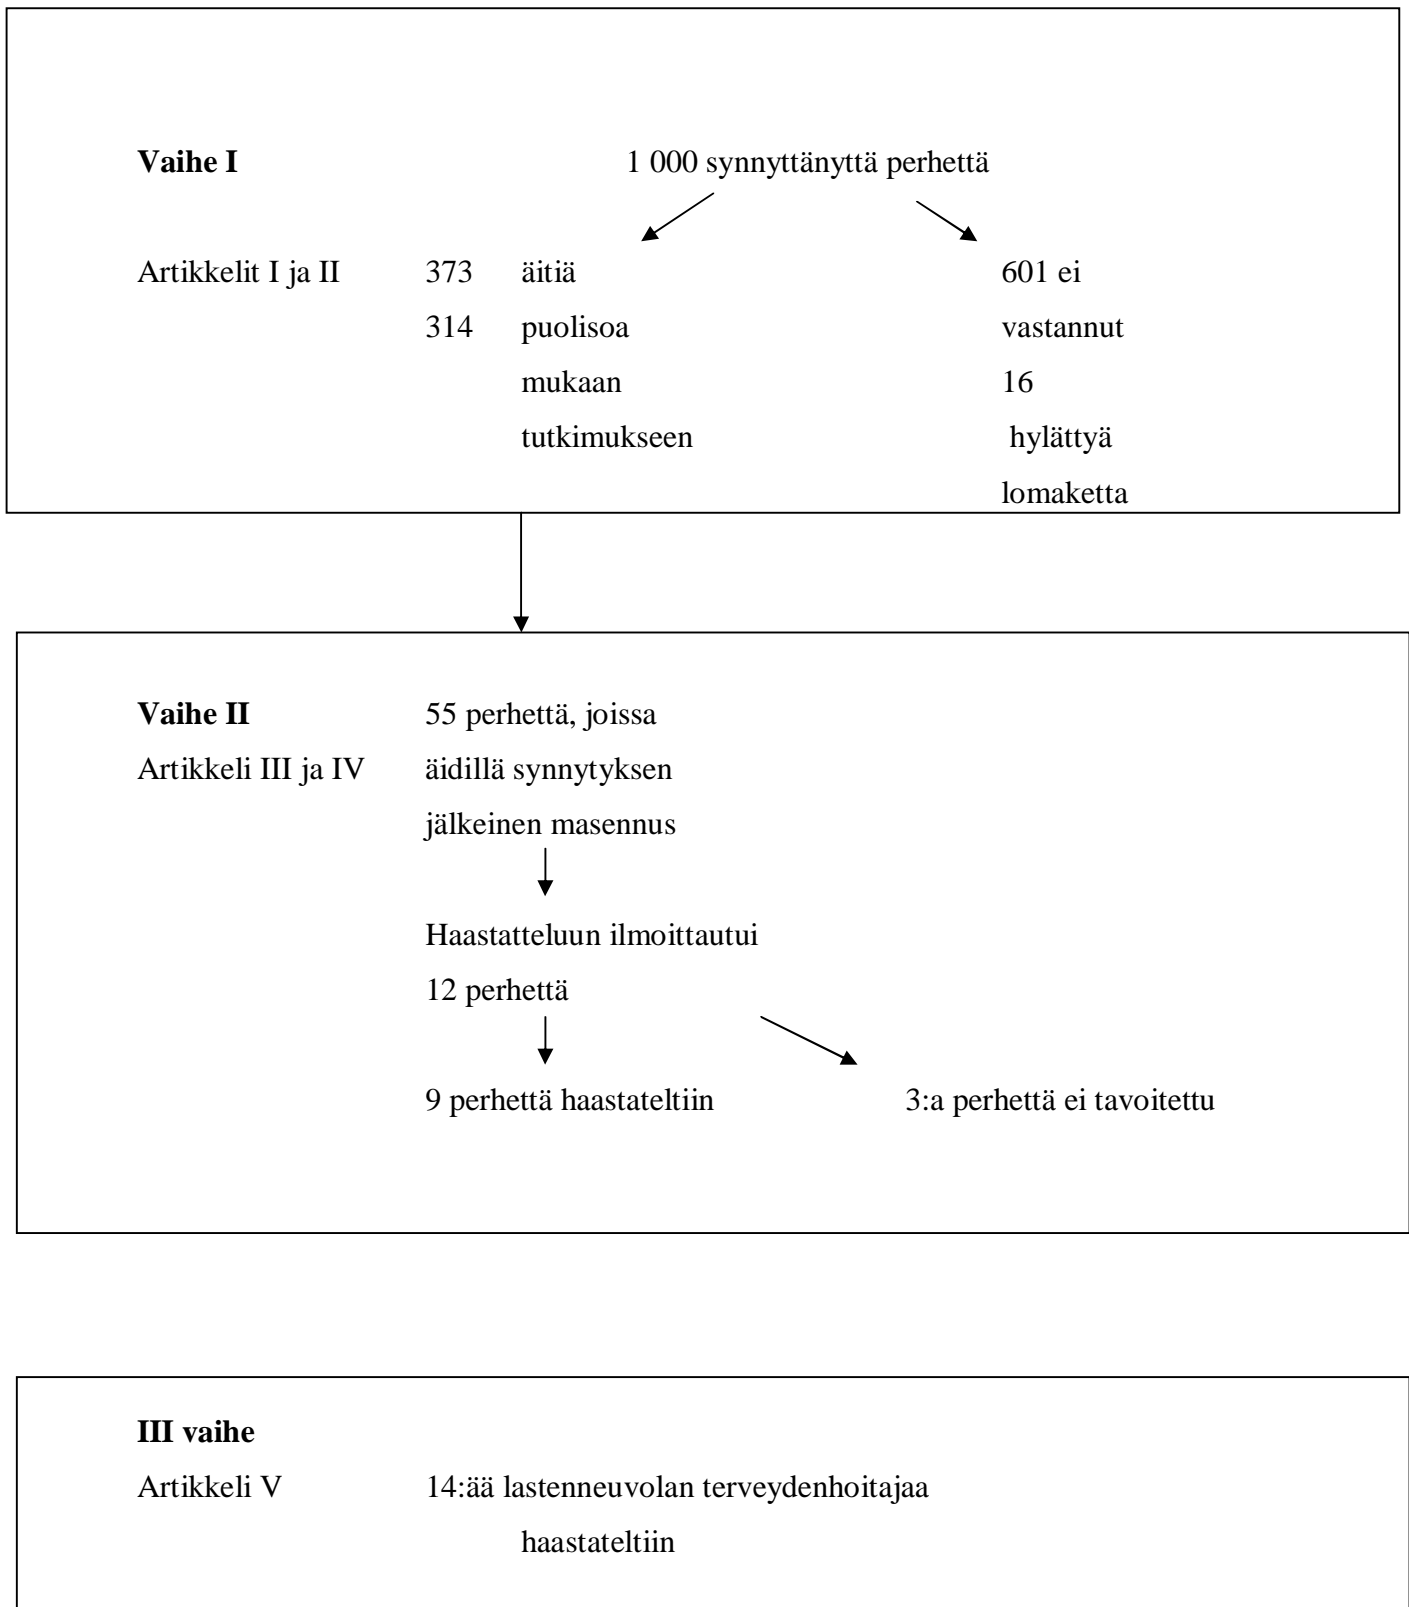 Vaihe I 1 000 synnyttänyttä perhettä
Artikkelit I ja II 373 äitiä 601 ei
314 puolisoa vastannut
mukaan 16
tutkimukseen hylättyä
lomaketta
Vaihe II 55 perhettä, joissa
Artikkeli III ja IV äidillä synnytyksen
jälkeinen masennus
Haastatteluun ilmoittautui
12 perhettä
9 perhettä haastateltiin 3:a perhettä ei tavoitettu
III vaihe
Artikkeli V 14:ää lastenneuvolan terveydenhoitajaa
haastateltiin